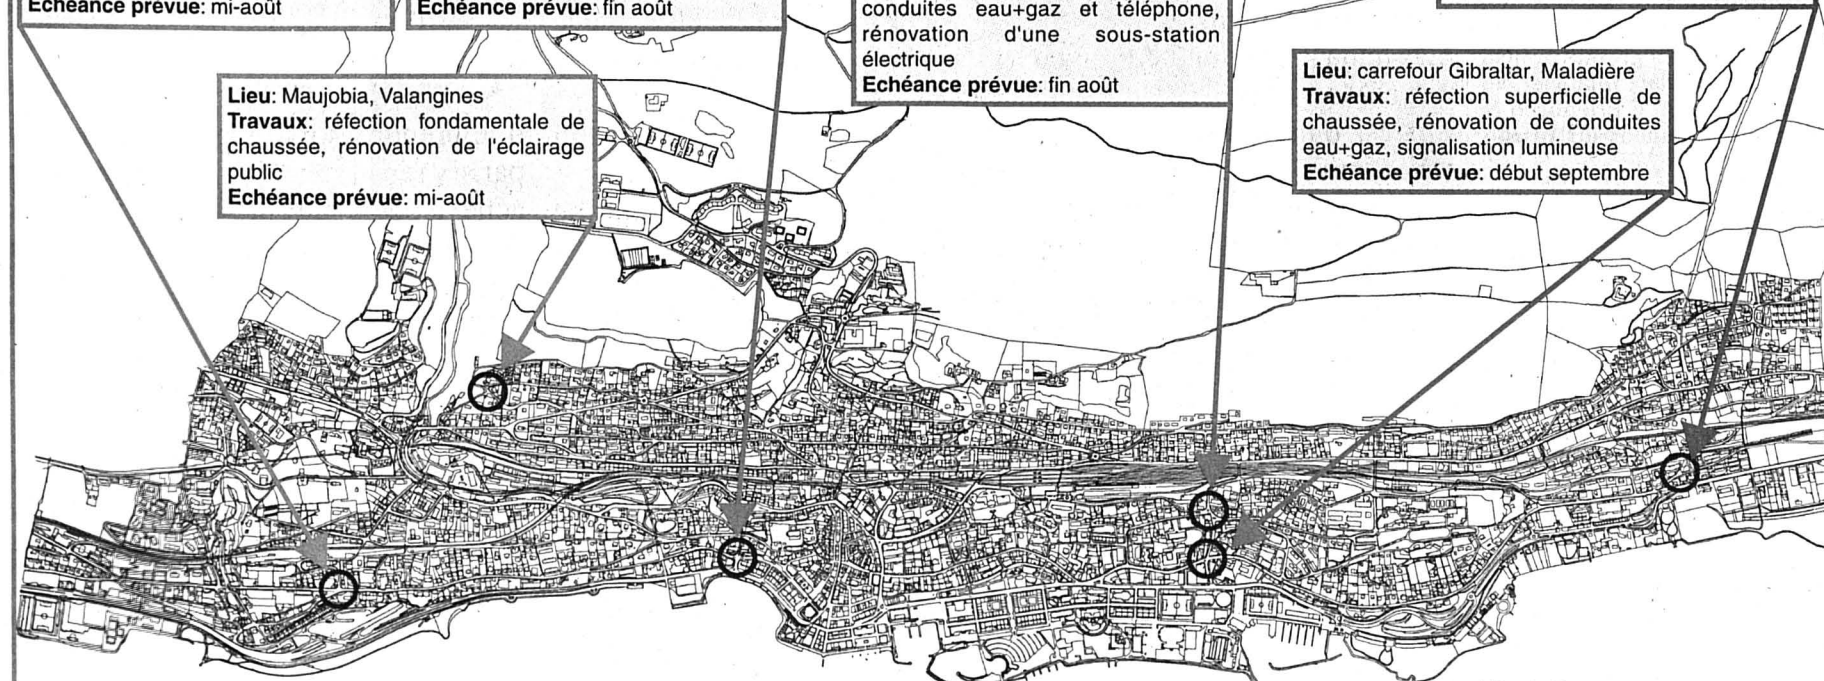 Echéance prévue: mi-août
Echéance prévue: fin août
conduites eau+gaz et téléphone,
rénovation d'une sous-station
électrique
Echéance prévue: fin août
Lieu: Maujobia, Valangines
Travaux: réfection fondamentale de
chaussée, rénovation de l'éclairage
public
Echéance prévue: mi-août
Lieu: carrefour Gibraltar, Maladière
Travaux: réfection superficielle de
chaussée, rénovation de conduites
eau+gaz, signalisation lumineuse
Echéance prévue: début septembre